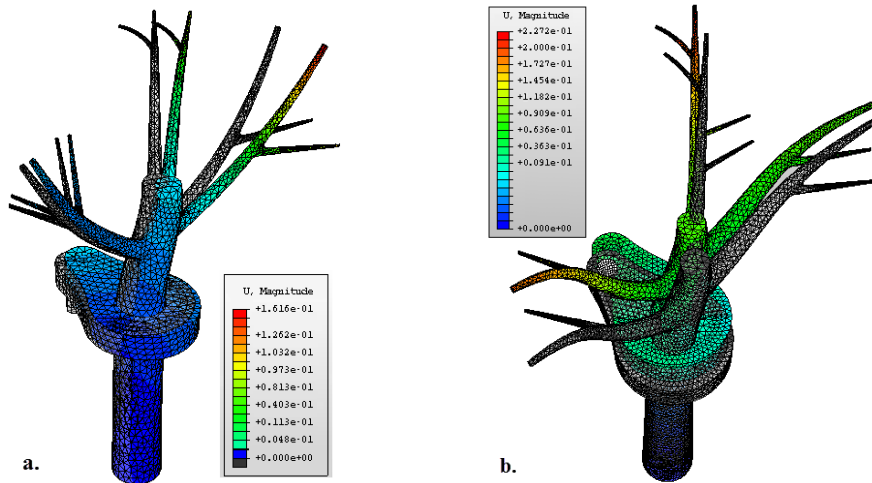 U, Magnitude
+2.272e-01
+2.000e-01
+1.727e-01
+1.454e-01
+1.182e-01
+0.909e-01
+0.636e-01
+0.363e-01
+0.091e-01
+0.000e+00
U, Magnitude
+1.616e-01
+1.262e-01
+1.032e-01
+0.973e-01
+0.813e-01
+0.403e-01
+0.113e-01
+0.048e-01
+0.000e+00
a.
b.